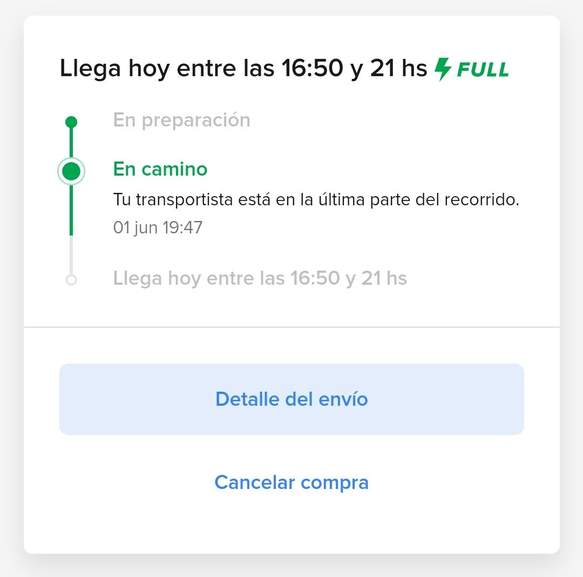 Llega hoy entre las 16:50 y 21 hs FULL
En preparación
En camino
Tu transportista está en la última parte del recorrido.
01 jun 19:47
Llega hoy entre las 16:50 y 21 hs
Detalle del envío
Cancelar compra